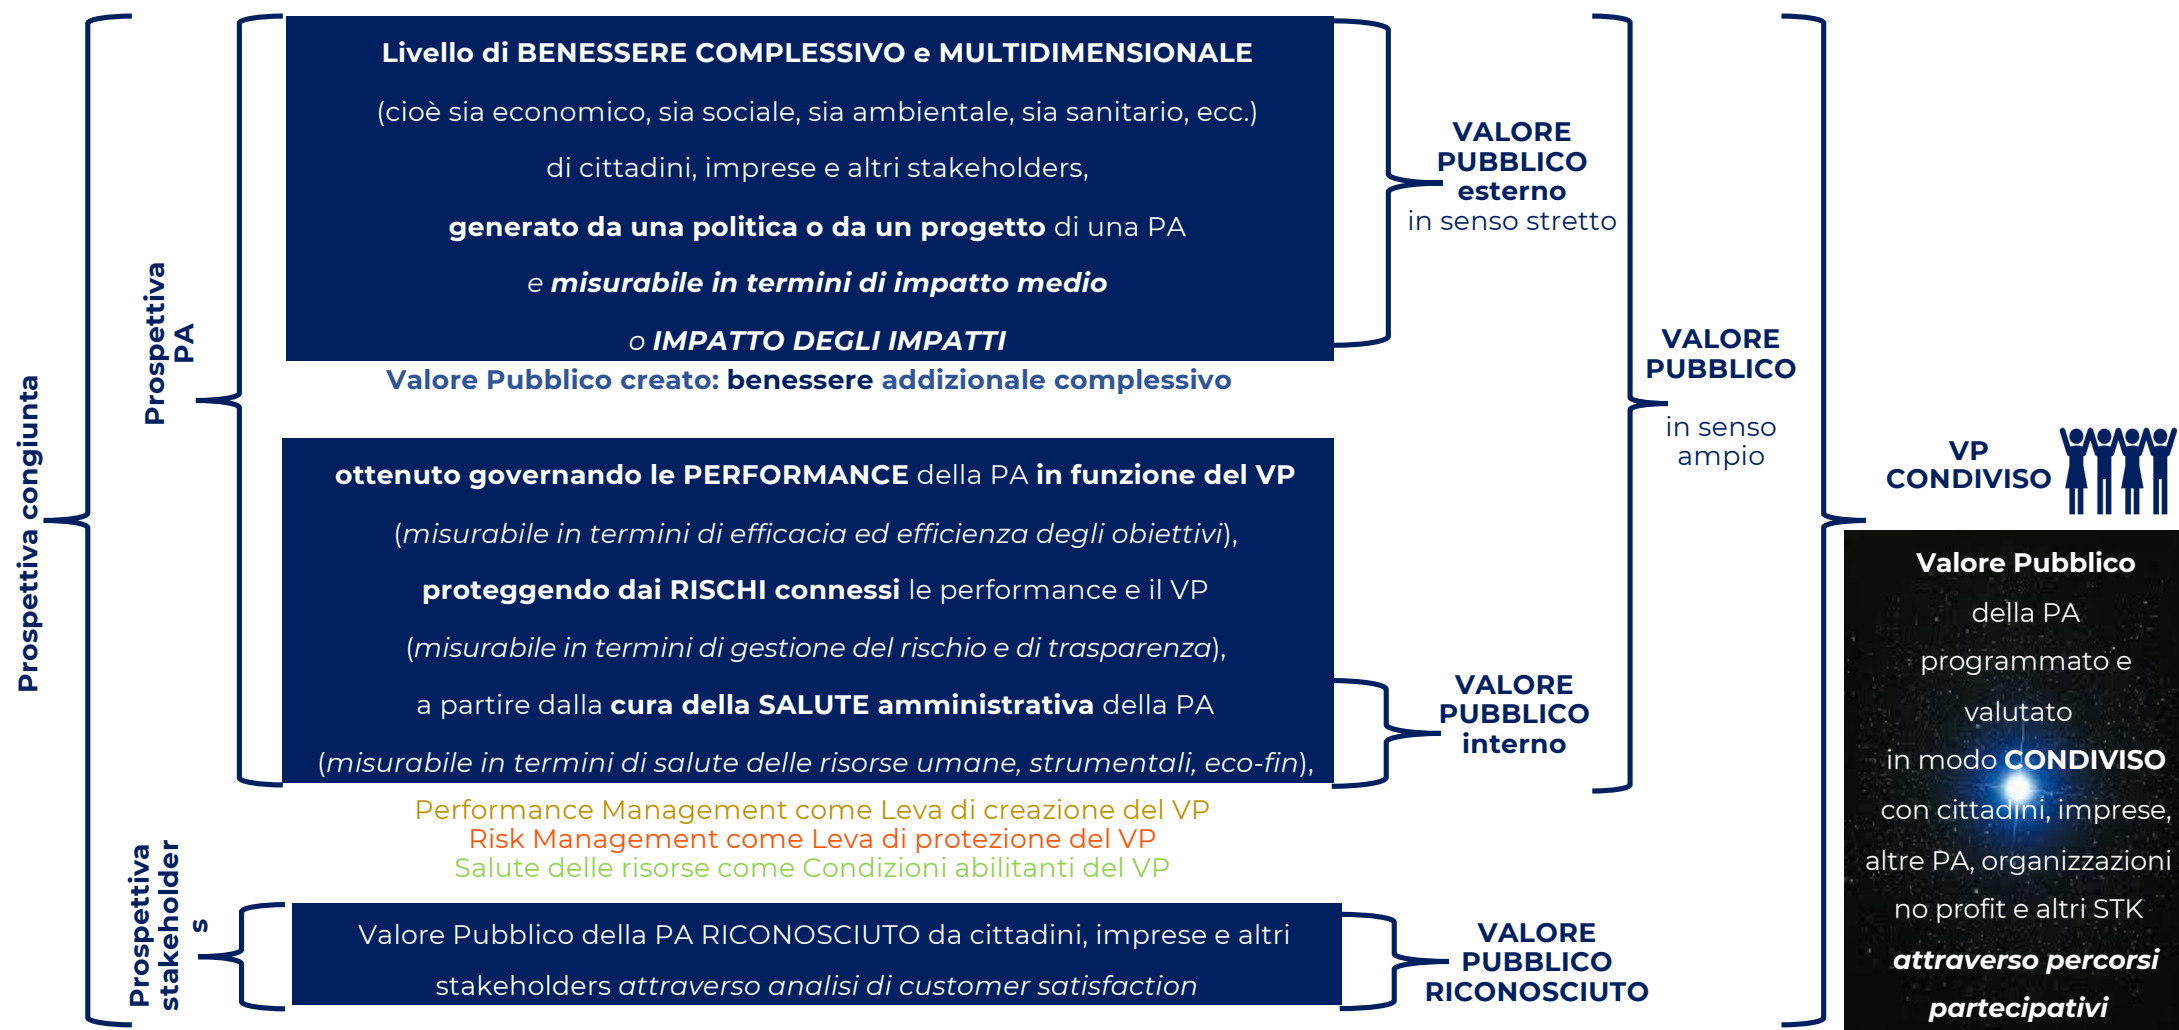 Prospettiva congiunta
Prospettiva
PA
Livello di BENESSERE COMPLESSIVO e MULTIDIMENSIONALE
(cioè sia economico, sia sociale, sia ambientale, sia sanitario, ecc.)
di cittadini, imprese e altri stakeholders,
generato da una politica o da un progetto di una PA
e misurabile in termini di impatto medio
o IMPATTO DEGLI IMPATTI
Valore Pubblico creato: benessere addizionale complessivo
ottenuto governando le PERFORMANCE della PA in funzione del VP
(misurabile in termini di efficacia ed efficienza degli obiettivi),
proteggendo dai RISCHI connessi le performance e il VP
(misurabile in termini di gestione del rischio e di trasparenza),
a partire dalla cura della SALUTE amministrativa della PA
(misurabile in termini di salute delle risorse umane, strumentali, eco-fin),
Performance Management come Leva di creazione del VP
Risk Management come Leva di protezione del VP
Salute delle risorse come Condizioni abilitanti del VP
Prospettiva
stakeholder
s
Valore Pubblico della PA RICONOSCIUTO da cittadini, imprese e altri
stakeholders attraverso analisi di customer satisfaction
VALORE
PUBBLICO
esterno
in senso stretto
VALORE
PUBBLICO
interno
VALORE
PUBBLICO
RICONOSCIUTO
VALORE
PUBBLICO
in senso
ampio
VP
CONDIVISO
Valore Pubblico
della PA
programmato e
valutato
in modo CONDIVISO
con cittadini, imprese,
altre PA, organizzazioni
no profit e altri STK
attraverso percorsi
partecipativi